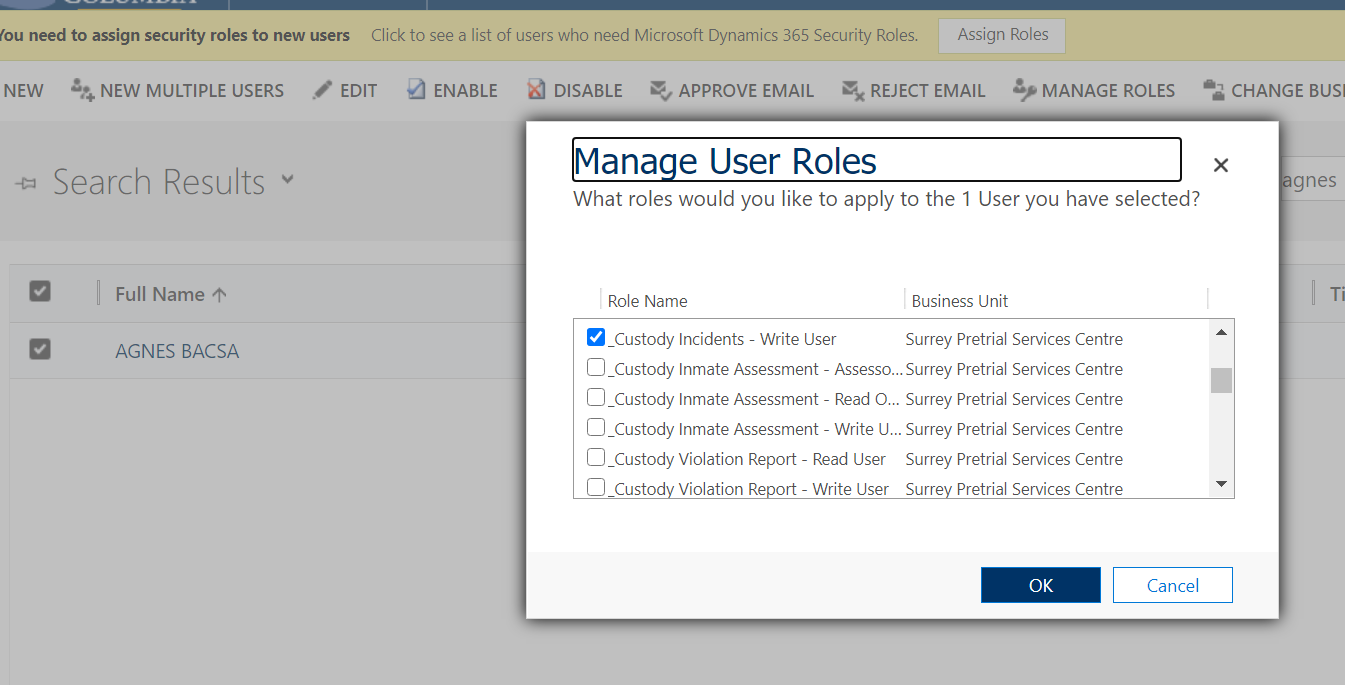 COLUMBIA
You need to assign security roles to new users Click to see a list of users who need Microsoft Dynamics 365 Security Roles. Assign Roles
NEW NEW MULTIPLE USERS EDIT ENABLE DISABLE APPROVE EMAIL REJECT EMAIL MANAGE ROLES CHANGE BUSI
Manage User Roles
Search Results
agnes
What roles would you like to apply to the 1 User you have selected?
Full Name
Role Name Business Unit
AGNES BACSA
_Custody Incidents - Write User Surrey Pretrial Services Centre
_Custody Inmate Assessment - Assesso... Surrey Pretrial Services Centre
_Custody Inmate Assessment - Read O... Surrey Pretrial Services Centre
_Custody Inmate Assessment - Write U... Surrey Pretrial Services Centre
_Custody Violation Report - Read User Surrey Pretrial Services Centre
_Custody Violation Report - Write User Surrey Pretrial Services Centre
OK Cancel